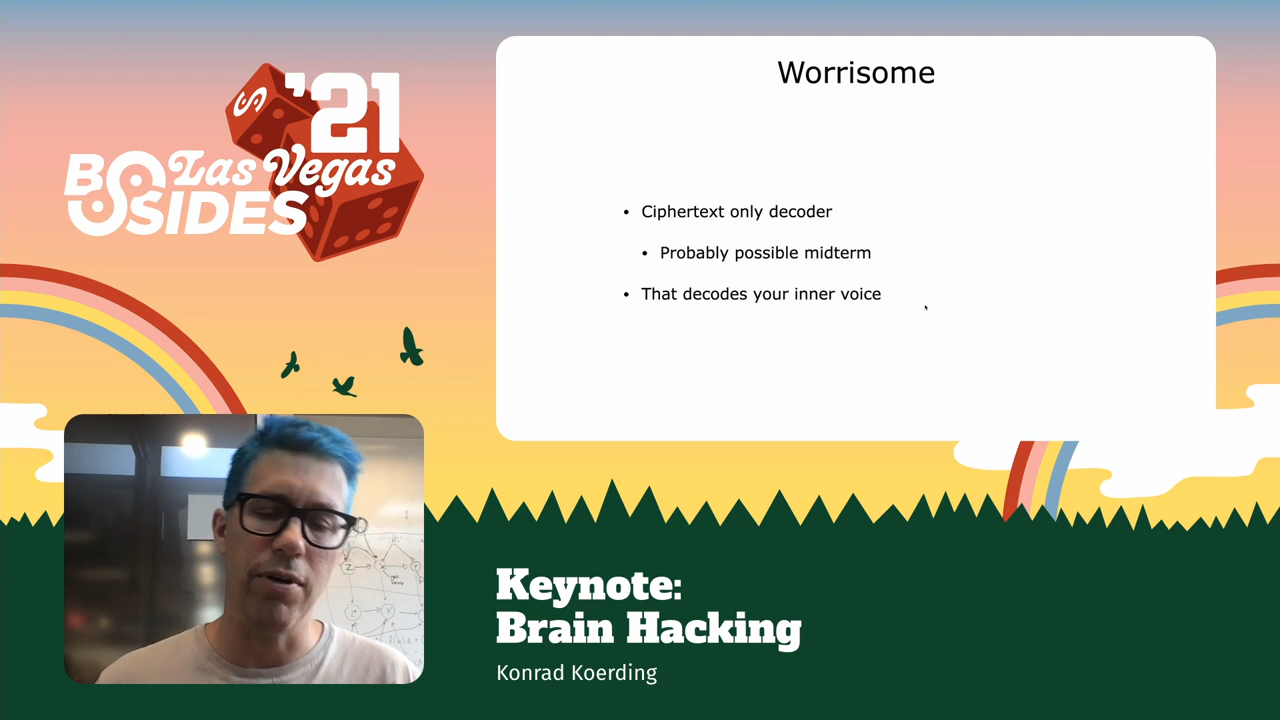 '21
Las Vegas
BSIDES
Worrisome
• Ciphertext only decoder
• Probably possible midterm
• That decodes your inner voice
Keynote:
Brain Hacking
Konrad Koerding